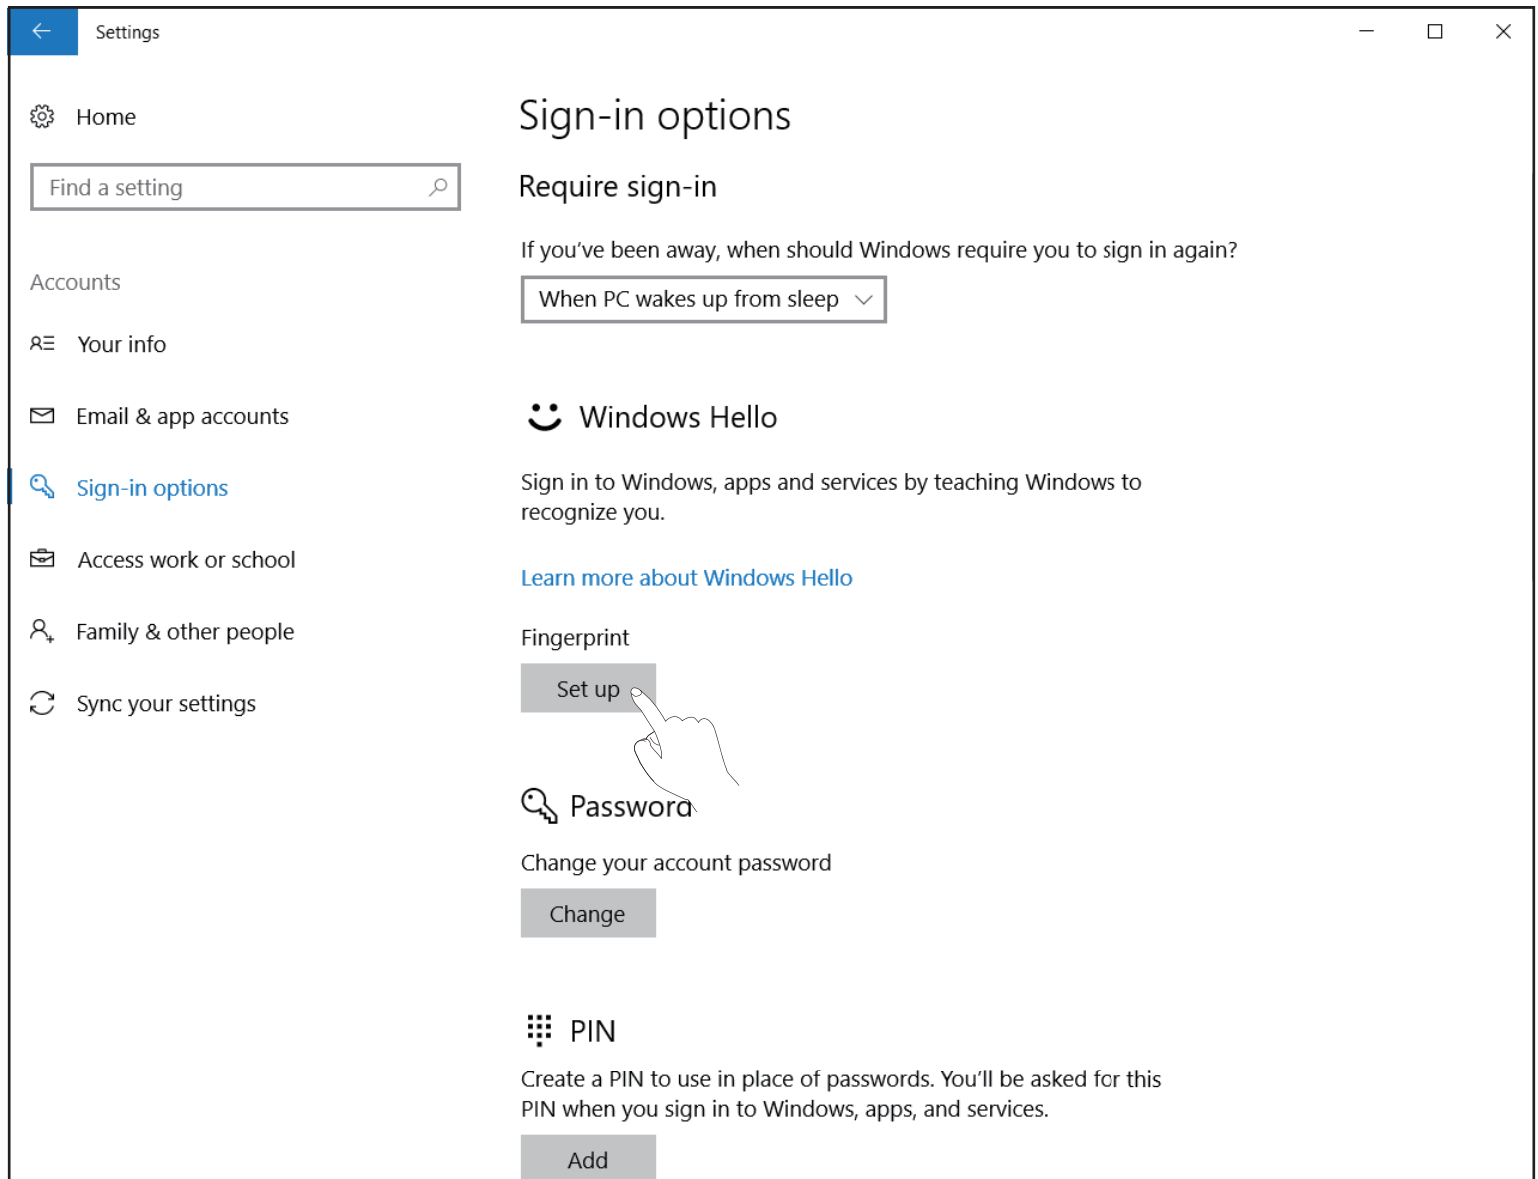 Settings
Home
Find a setting
Accounts
Your info
Email & app accounts
Sign-in options
Access work or school
Family & other people
Sync your settings
Sign-in options
Require sign-in
If you've been away, when should Windows require you to sign in again?
When PC wakes up from sleep
Windows Hello
Sign in to Windows, apps and services by teaching Windows to
recognize you.
Learn more about Windows Hello
Fingerprint
Set up
Password
Change your account password
Change
PIN
Create a PIN to use in place of passwords. You'll be asked for this
PIN when you sign in to Windows, apps, and services.
Add